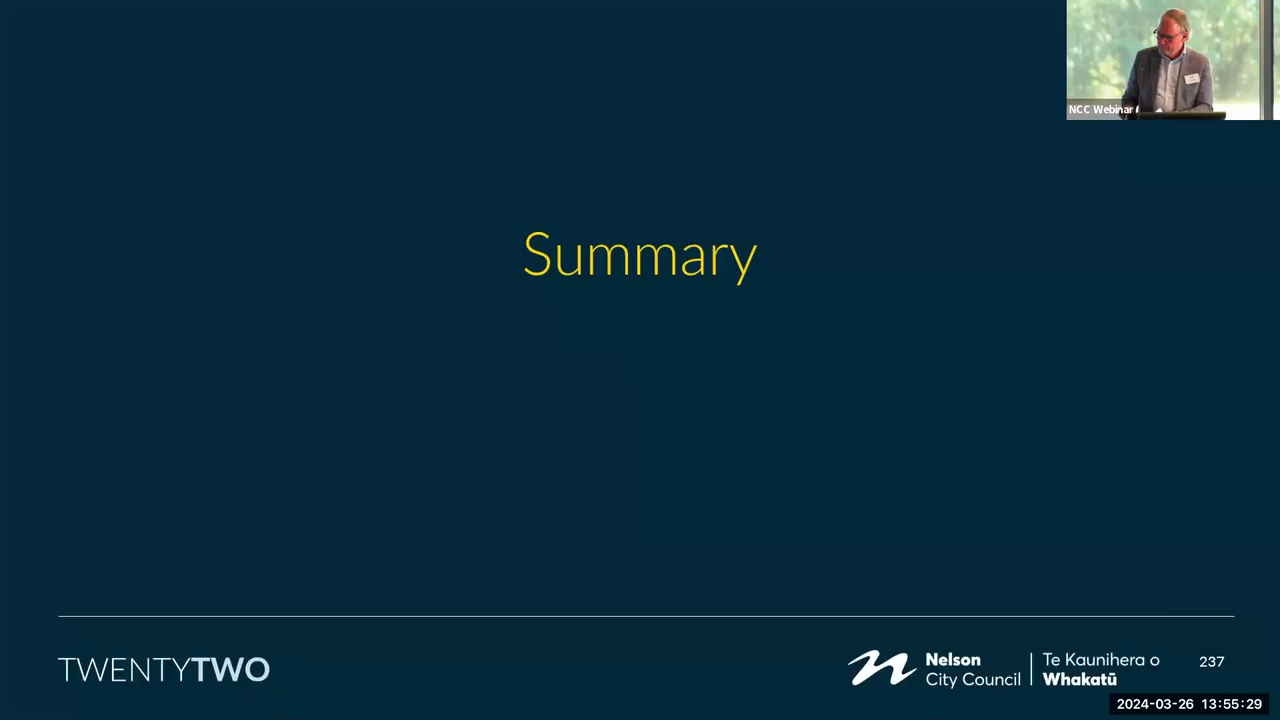 NCC Webinar
Summary
TWENTYTWO
Nelson
City Council
Te Kaunihera o
Whakatū
237
2024-03-26 13:55:29